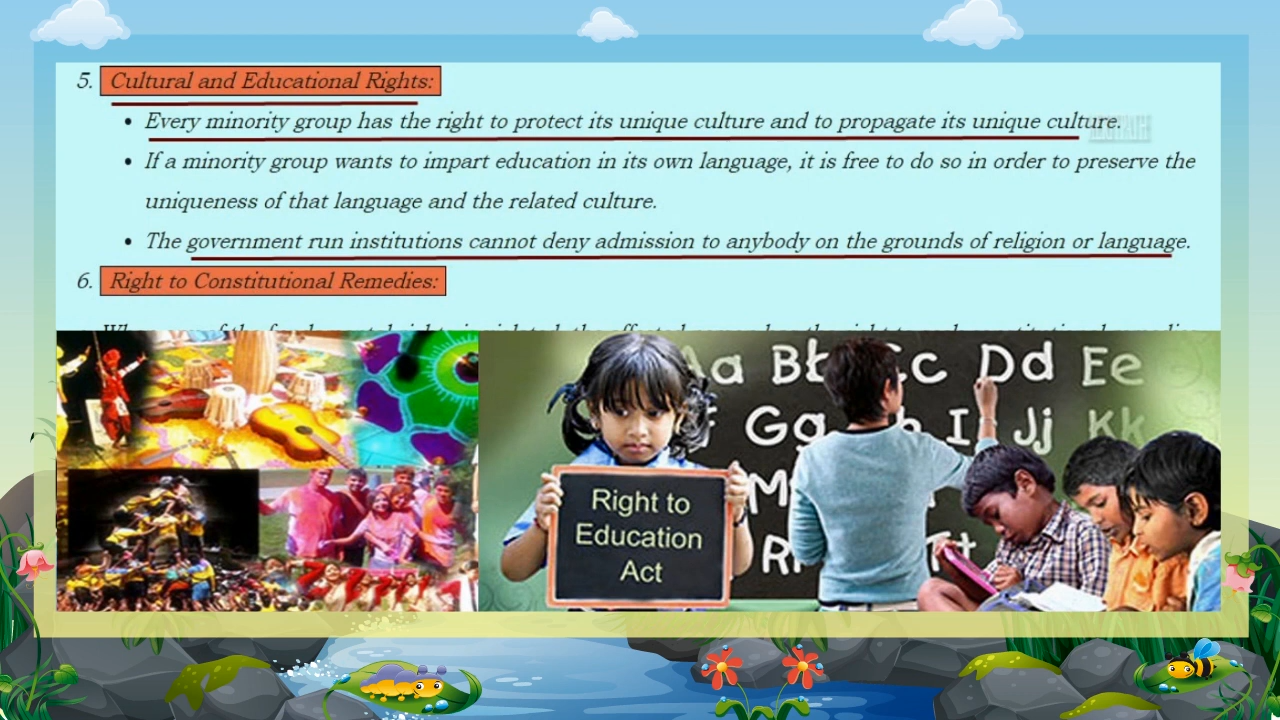 5. Cultural and Educational Rights:
• Every minority group has the right to protect its unique culture and to propagate its unique culture.
• If a minority group wants to impart education in its own language, it is free to do so in order to preserve the
uniqueness of that language and the related culture.
• The government run institutions cannot deny admission to anybody on the grounds of religion or language.
6. Right to Constitutional Remedies:
Aa Bb Cc Dd Ee
Gg I Jj Kk
Right to
Education
Act